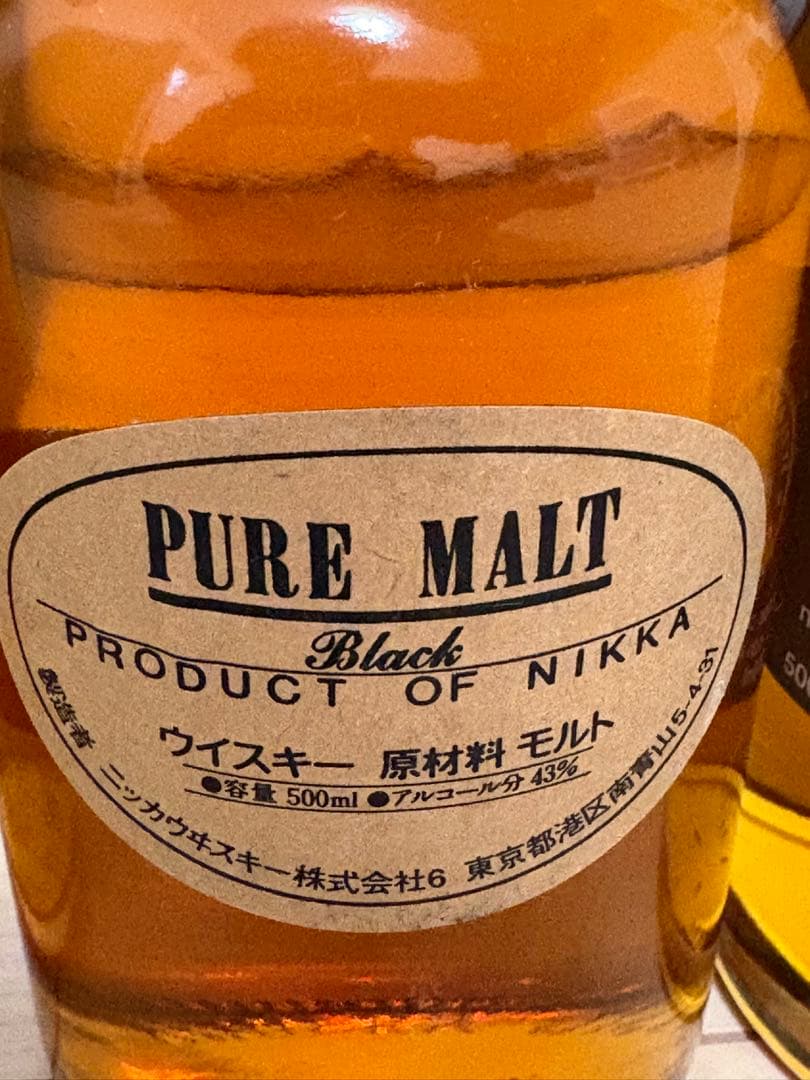 PURE MALT
Black
PRODUCT OF NIKKA
ウイスキー 原材料 モルト
●容量 500ml ●アルコール分 43%
製造者 ニッカウヰスキー株式会社6 東京都港区南青山5-4-31
50